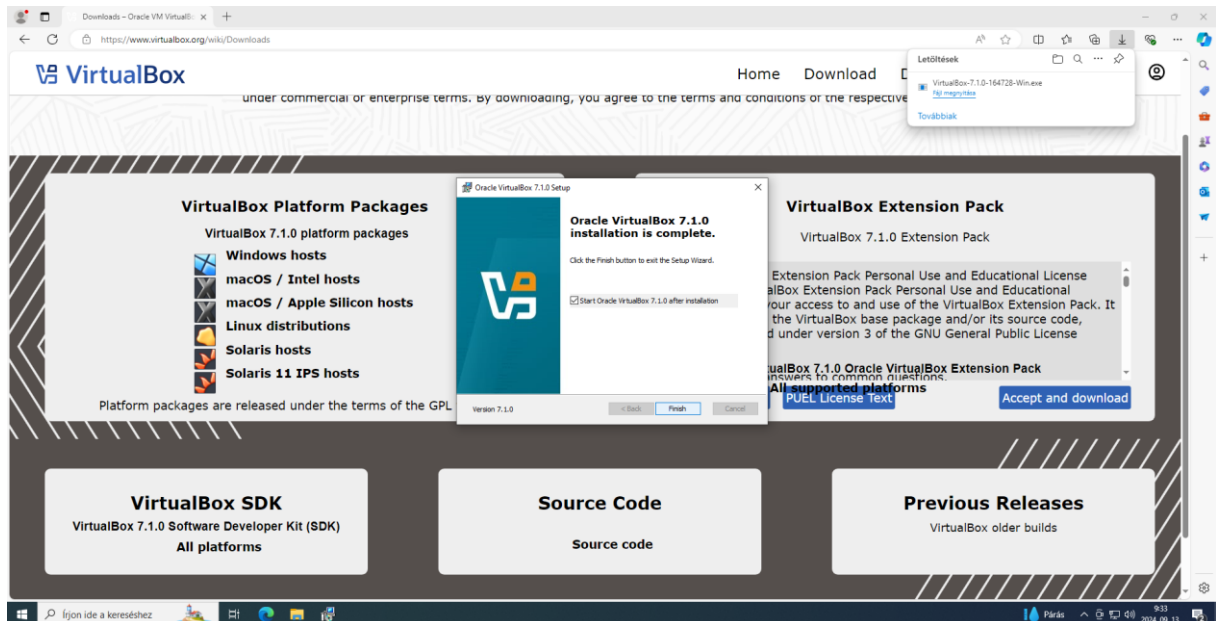 Downloads – Oracle VM VirtualB
https://www.virtualbox.org/wiki/Downloads
VirtualBox
Home Download
under commercial or enterprise terms. By downloading, you agree to the terms and conditions of the respective
Letöltések
VirtualBox-7.1.0-164728-Win.exe
Fájl megnyitása
Továbbiak
VirtualBox Platform Packages
VirtualBox 7.1.0 platform packages
Windows hosts
macOS / Intel hosts
macOS / Apple Silicon hosts
Linux distributions
Solaris hosts
Solaris 11 IPS hosts
Platform packages are released under the terms of the GPL
Oracle VirtualBox 7.1.0 Setup
Oracle VirtualBox 7.1.0
installation is complete.
Click the Finish button to exit the Setup Wizard.
Start Oracle VirtualBox 7.1.0 after installation
Version 7.1.0
< Back Finish Cancel
VirtualBox Extension Pack
VirtualBox 7.1.0 Extension Pack
Extension Pack Personal Use and Educational License
alBox Extension Pack Personal Use and Educational
your access to and use of the VirtualBox Extension Pack. It
the VirtualBox base package and/or its source code,
d under version 3 of the GNU General Public License
tualBox 7.1.0 Oracle VirtualBox Extension Pack
answers to common questions.
All supported platforms
PUEL License Text
Accept and download
VirtualBox SDK
VirtualBox 7.1.0 Software Developer Kit (SDK)
All platforms
Source Code
Source code
Previous Releases
VirtualBox older builds
Írjon ide a kereséshez
Párás
9:33
2024. 09. 13.